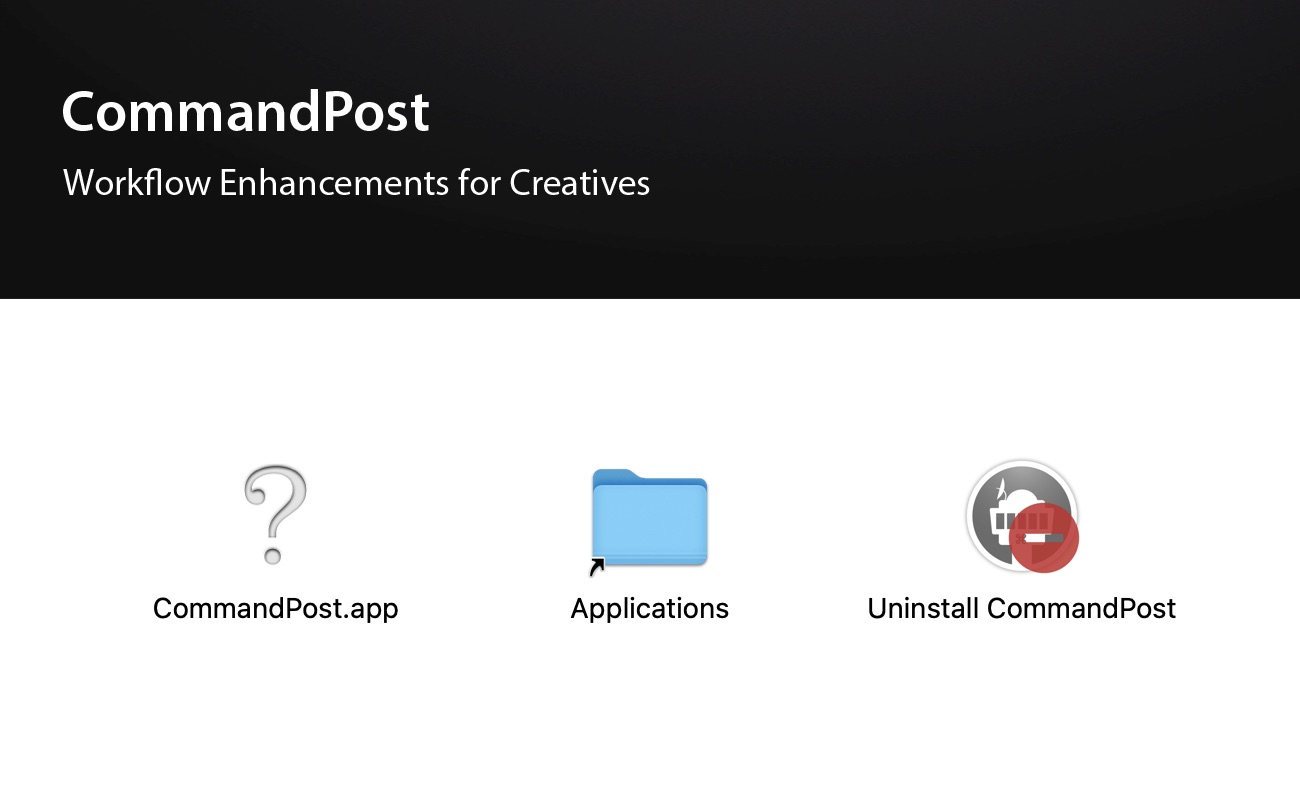 CommandPost
Workflow Enhancements for Creatives
CommandPost.app
Applications
Uninstall CommandPost